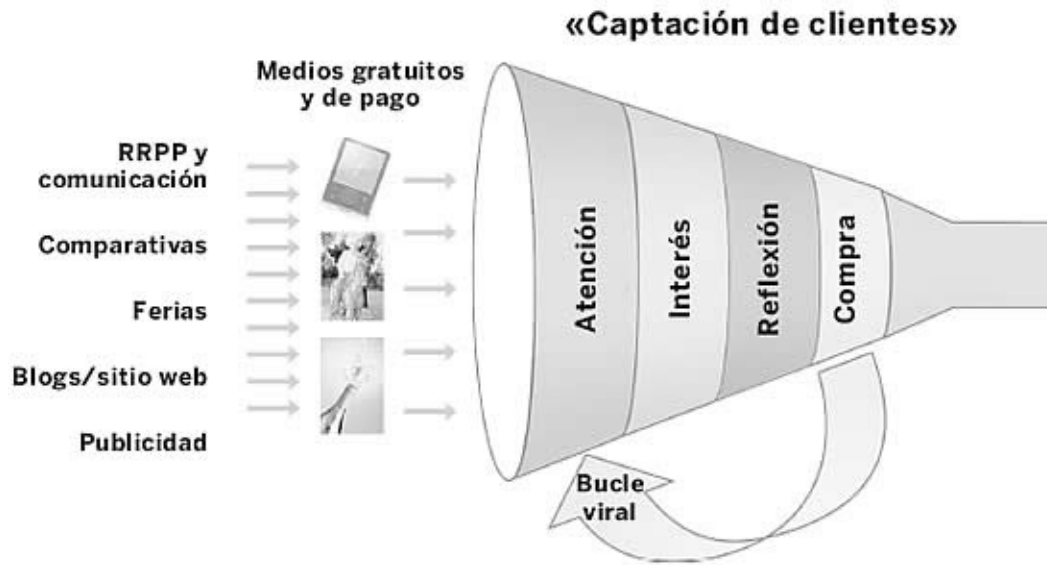 «Captación de clientes»
Medios gratuitos
y de pago
RRPP y
comunicación
Comparativas
Ferias
Blogs/sitio web
Publicidad
Atención
Interés
Reflexión
Compra
Bucle
viral